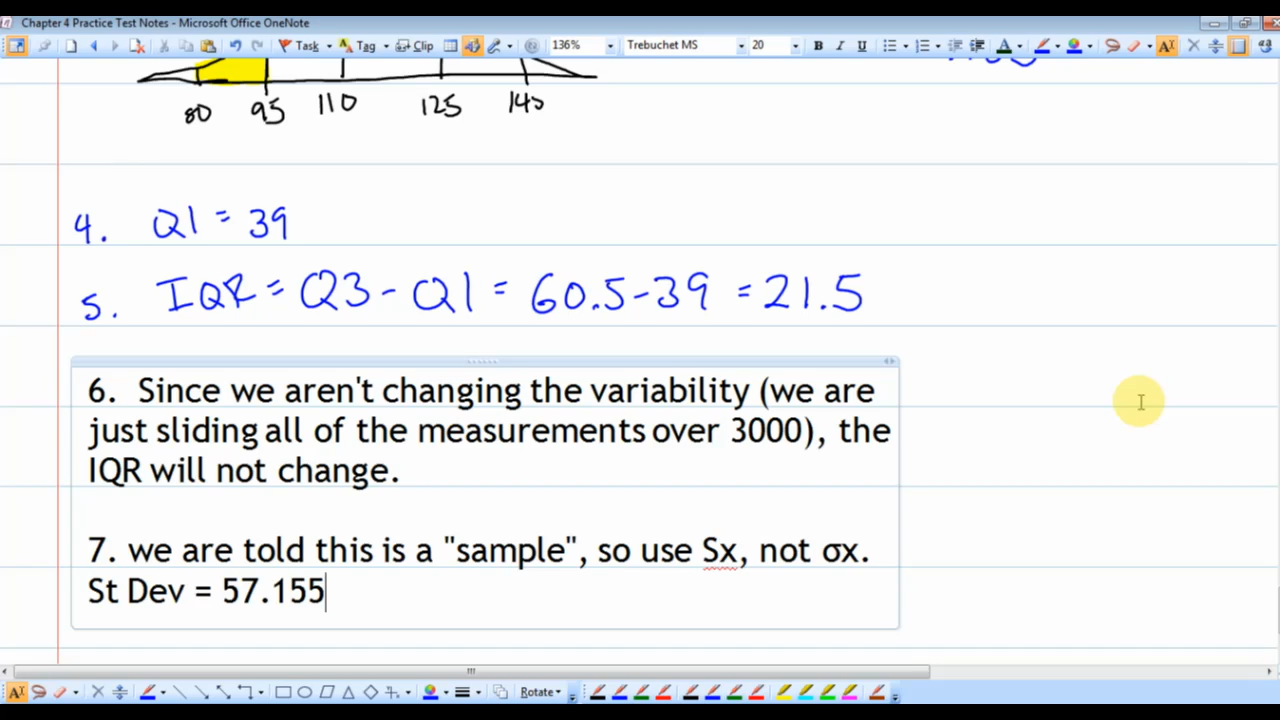 Chapter 4 Practice Test Notes - Microsoft Office OneNote
Task Tag Clip 136% Trebuchet MS 20 B I U
80 95 110 125 140
4. Q1 = 39
5. IQR = Q3 - Q1 = 60.5-39 = 21.5
6. Since we aren't changing the variability (we are
just sliding all of the measurements over 3000), the
IQR will not change.
7. we are told this is a "sample", so use Sx, not σx.
St Dev = 57.155
Rotate